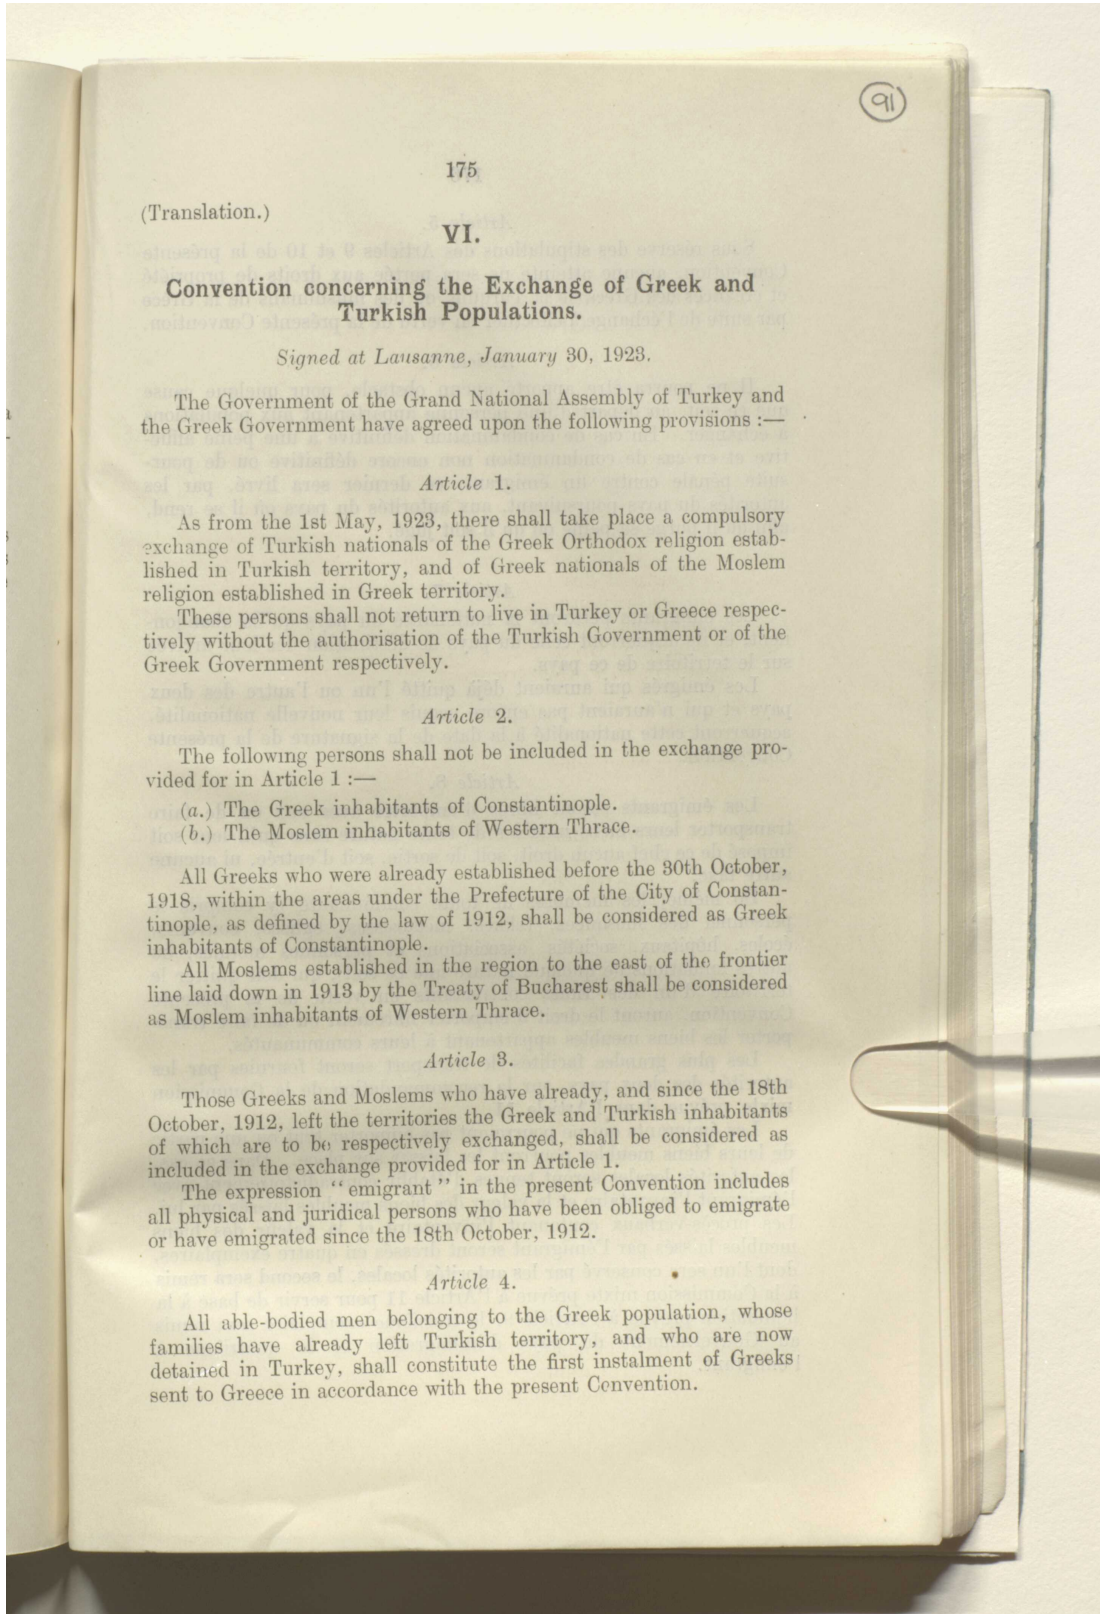 91
175
(Translation.)
VI.
Convention concerning the Exchange of Greek and
Turkish Populations.
Signed at Lausanne, January 30, 1923.
The Government of the Grand National Assembly of Turkey and
the Greek Government have agreed upon the following provisions :—
Article 1.
As from the 1st May, 1923, there shall take place a compulsory
exchange of Turkish nationals of the Greek Orthodox religion estab-
lished in Turkish territory, and of Greek nationals of the Moslem
religion established in Greek territory.
These persons shall not return to live in Turkey or Greece respec-
tively without the authorisation of the Turkish Government or of the
Greek Government respectively.
Article 2.
The following persons shall not be included in the exchange pro-
vided for in Article 1 :—
(a.) The Greek inhabitants of Constantinople.
(b.) The Moslem inhabitants of Western Thrace.
All Greeks who were already established before the 30th October,
1918, within the areas under the Prefecture of the City of Constan-
tinople, as defined by the law of 1912, shall be considered as Greek
inhabitants of Constantinople.
All Moslems established in the region to the east of the frontier
line laid down in 1913 by the Treaty of Bucharest shall be considered
as Moslem inhabitants of Western Thrace.
Article 3.
Those Greeks and Moslems who have already, and since the 18th
October, 1912, left the territories the Greek and Turkish inhabitants
of which are to be respectively exchanged, shall be considered as
included in the exchange provided for in Article 1.
The expression “emigrant” in the present Convention includes
all physical and juridical persons who have been obliged to emigrate
or have emigrated since the 18th October, 1912.
Article 4.
All able-bodied men belonging to the Greek population, whose
families have already left Turkish territory, and who are now
detained in Turkey, shall constitute the first instalment of Greeks
sent to Greece in accordance with the present Convention.